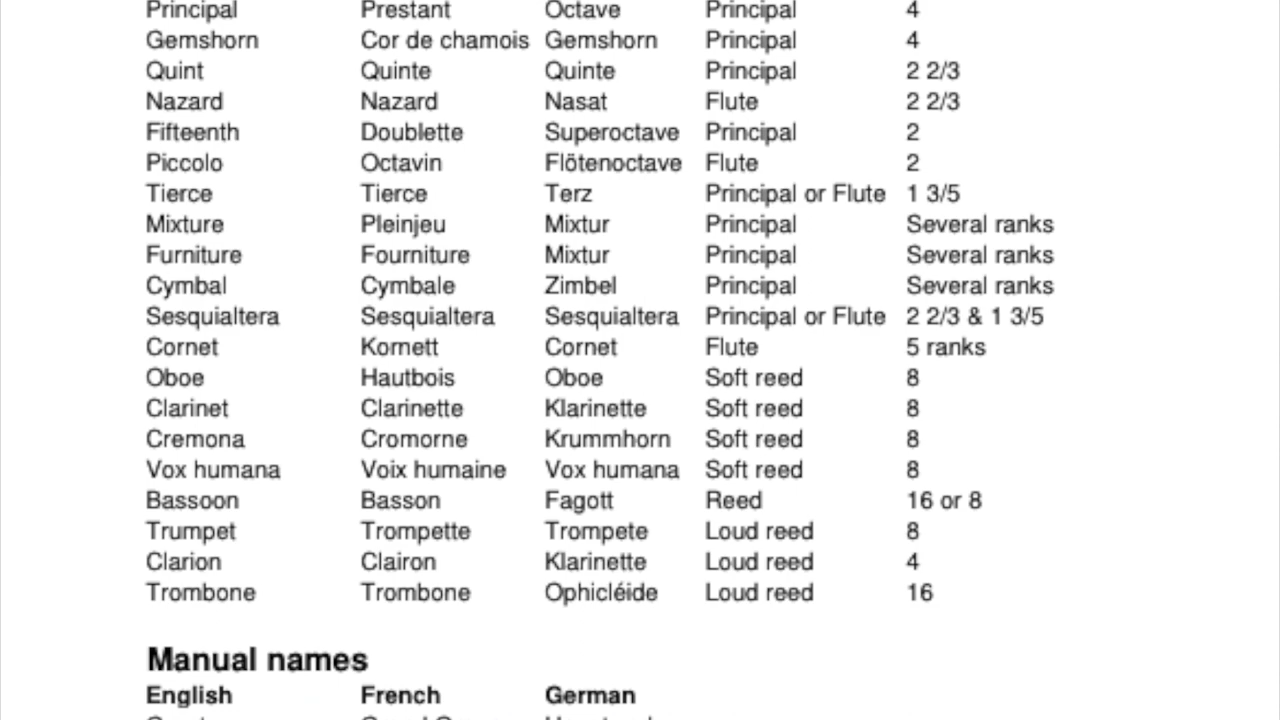 Principal Prestant Octave Principal 4
Gemshorn Cor de chamois Gemshorn Principal 4
Quint Quinte Quinte Principal 2 2/3
Nazard Nazard Nasat Flute 2 2/3
Fifteenth Doublette Superoctave Principal 2
Piccolo Octavin Flötenoctave Flute 2
Tierce Tierce Terz Principal or Flute 1 3/5
Mixture Pleinjeu Mixtur Principal Several ranks
Furniture Fourniture Mixtur Principal Several ranks
Cymbal Cymbale Zimbel Principal Several ranks
Sesquialtera Sesquialtera Sesquialtera Principal or Flute 2 2/3 & 1 3/5
Cornet Kornett Cornet Flute 5 ranks
Oboe Hautbois Oboe Soft reed 8
Clarinet Clarinette Klarinette Soft reed 8
Cremona Cromorne Krummhorn Soft reed 8
Vox humana Voix humaine Vox humana Soft reed 8
Bassoon Basson Fagott Reed 16 or 8
Trumpet Trompette Trompete Loud reed 8
Clarion Clairon Klarinette Loud reed 4
Trombone Trombone Ophicléide Loud reed 16
Manual names
English French German